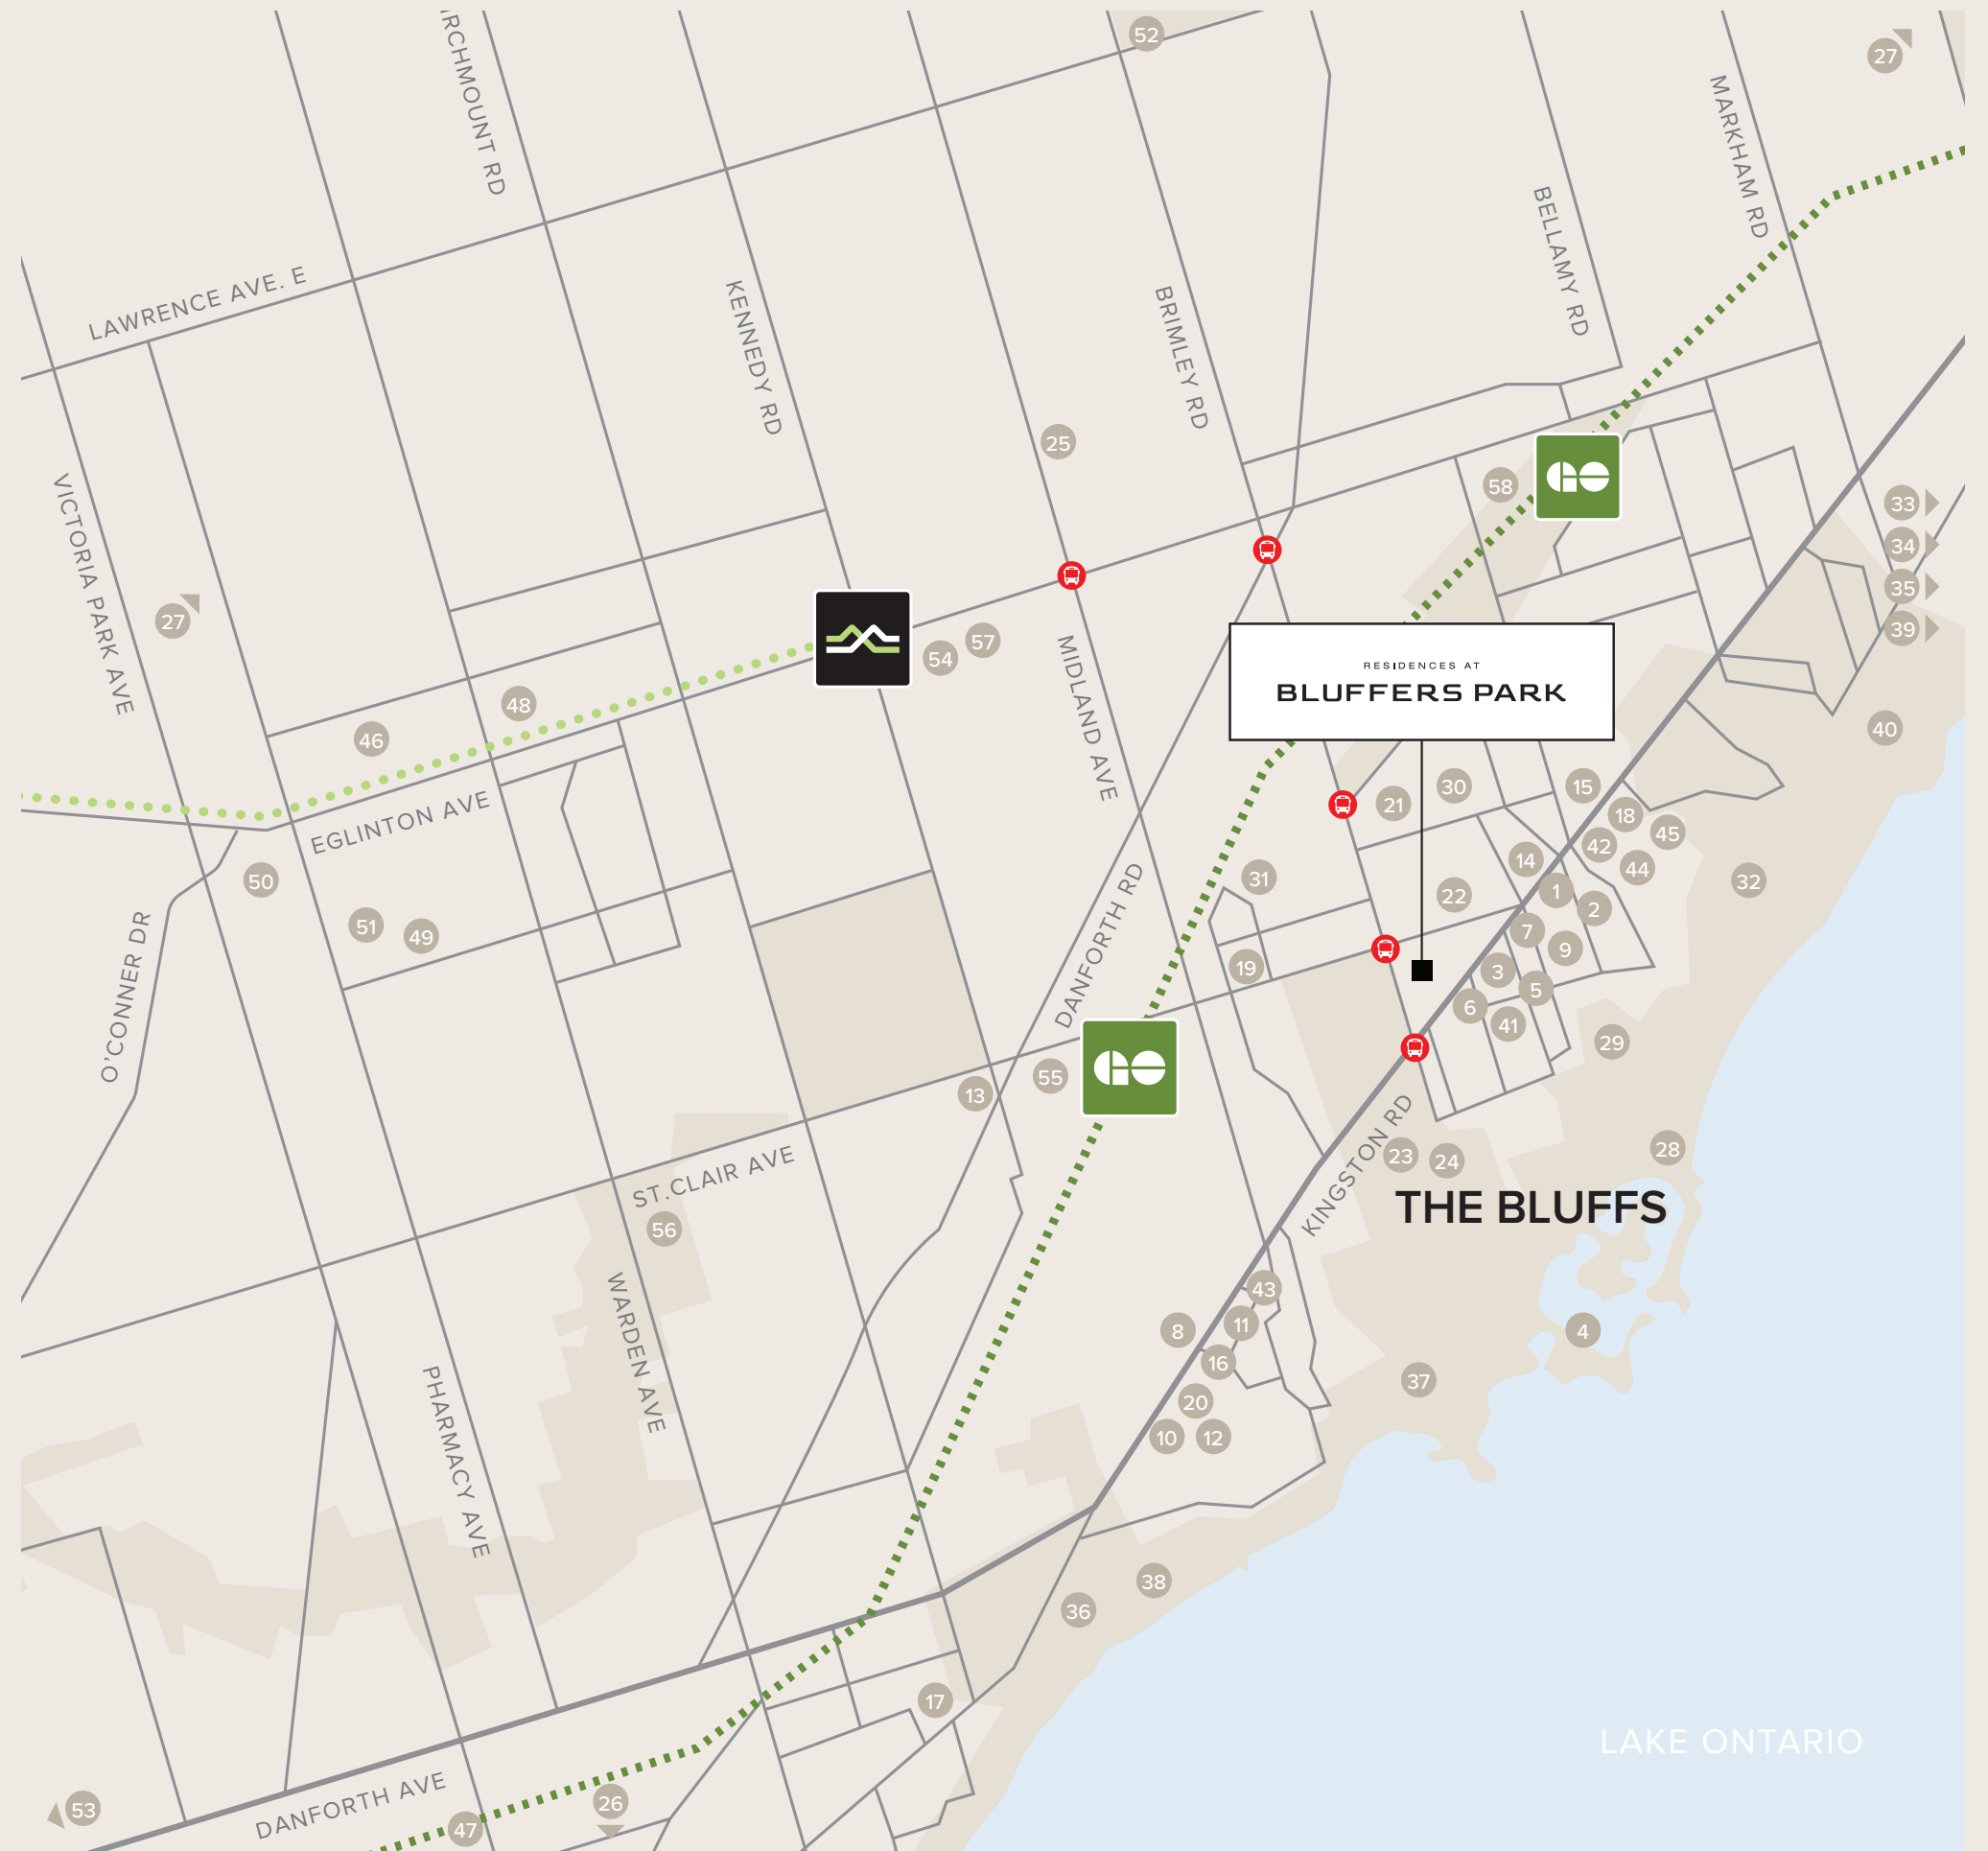 52
27
RCHMOUNT RD
MARKHAM RD
BELLAMY RD
LAWRENCE AVE. E
KENNEDY RD
BRIMLEY RD
25
GO
58
33
34
35
39
VICTORIA PARK AVE
27
54
57
MIDLAND AVE
RESIDENCES AT
BLUFFERS PARK
48
46
40
EGLINTON AVE
21
30
15
18
45
42
44
14
32
50
31
1
2
22
51
49
7
9
O'CONNER DR
DANFORTH RD
19
3
5
6
41
29
GO
55
13
KINGSTON RD
ST.CLAIR AVE
23
24
28
THE BLUFFS
56
WARDEN AVE
43
11
8
4
16
37
PHARMACY AVE
20
10
12
38
36
17
LAKE ONTARIO
DANFORTH AVE
53
26
47